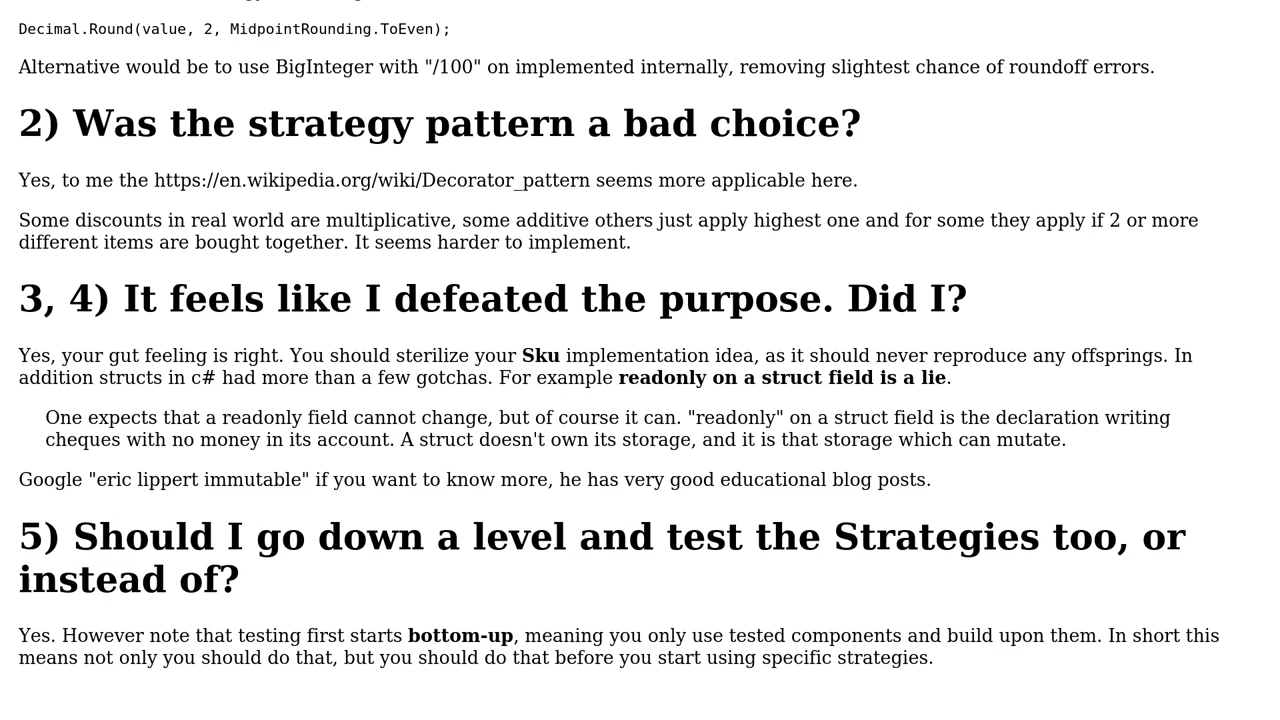 Decimal.Round(value, 2, MidpointRounding.ToEven);
Alternative would be to use BigInteger with "/100" on implemented internally, removing slightest chance of roundoff errors.
2) Was the strategy pattern a bad choice?
Yes, to me the https://en.wikipedia.org/wiki/Decorator_pattern seems more applicable here.
Some discounts in real world are multiplicative, some additive others just apply highest one and for some they apply if 2 or more
different items are bought together. It seems harder to implement.
3, 4) It feels like I defeated the purpose. Did I?
Yes, your gut feeling is right. You should sterilize your Sku implementation idea, as it should never reproduce any offsprings. In
addition structs in c# had more than a few gotchas. For example readonly on a struct field is a lie.
One expects that a readonly field cannot change, but of course it can. "readonly" on a struct field is the declaration writing
cheques with no money in its account. A struct doesn't own its storage, and it is that storage which can mutate.
Google "eric lippert immutable" if you want to know more, he has very good educational blog posts.
5) Should I go down a level and test the Strategies too, or
instead of?
Yes. However note that testing first starts bottom-up, meaning you only use tested components and build upon them. In short this
means not only you should do that, but you should do that before you start using specific strategies.